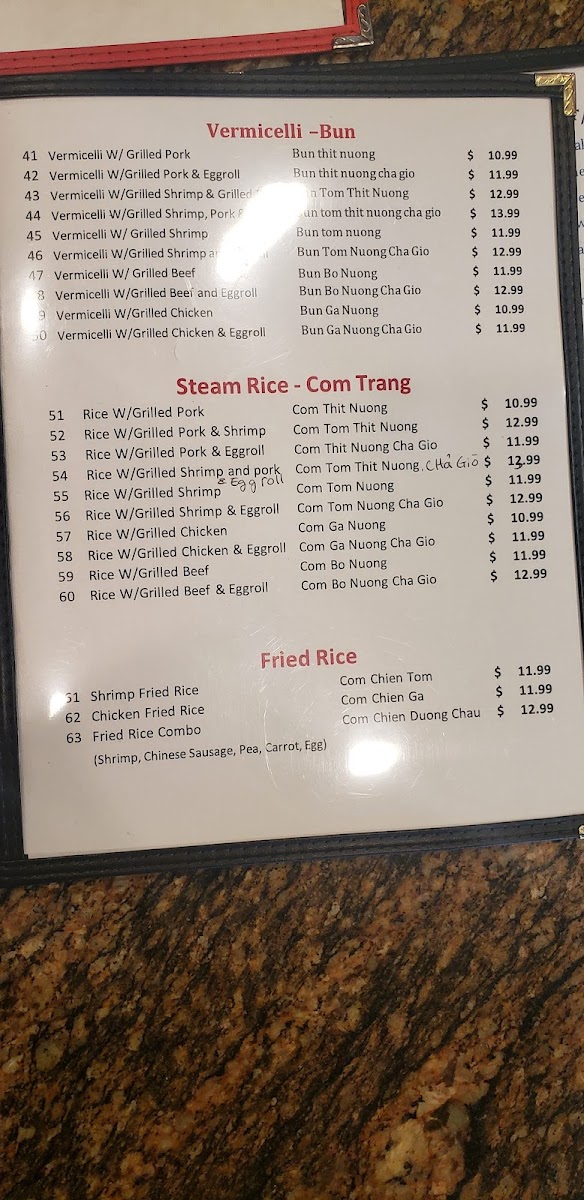 Vermicelli –Bun
41 Vermicelli W/ Grilled Pork Bun thit nuong $ 10.99
42 Vermicelli W/Grilled Pork & Eggroll Bun thit nuong cha gio $ 11.99
43 Vermicelli W/Grilled Shrimp & Grilled Tom Thit Nuong $ 12.99
44 Vermicelli W/Grilled Shrimp, Pork & tom thit nuong cha gio $ 13.99
45 Vermicelli W/ Grilled Shrimp Bun tom nuong $ 11.99
46 Vermicelli W/Grilled Shrimp Bun Tom Nuong Cha Gio $ 12.99
47 Vermicelli W/ Grilled Beef Bun Bo Nuong $ 11.99
8 Vermicelli W/Grilled Beef and Eggroll Bun Bo Nuong Cha Gio $ 12.99
9 Vermicelli W/Grilled Chicken Bun Ga Nuong $ 10.99
50 Vermicelli W/Grilled Chicken & Eggroll Bun Ga Nuong Cha Gio $ 11.99
Steam Rice - Com Trang
51 Rice W/Grilled Pork Com Thit Nuong $ 10.99
52 Rice W/Grilled Pork & Shrimp Com Tom Thit Nuong $ 12.99
53 Rice W/Grilled Pork & Eggroll Com Thit Nuong Cha Gio $ 11.99
54 Rice W/Grilled Shrimp and pork & Egg roll Com Tom Thit Nuong. CHả Giò $ .99
55 Rice W/Grilled Shrimp Com Tom Nuong $ 11.99
56 Rice W/Grilled Shrimp & Eggroll Com Tom Nuong Cha Gio $ 12.99
57 Rice W/Grilled Chicken Com Ga Nuong $ 10.99
58 Rice W/Grilled Chicken & Eggroll Com Ga Nuong Cha Gio $ 11.99
59 Rice W/Grilled Beef Com Bo Nuong $ 11.99
60 Rice W/Grilled Beef & Eggroll Com Bo Nuong Cha Gio $ 12.99
Fried Rice
61 Shrimp Fried Rice Com Chien Tom $ 11.99
62 Chicken Fried Rice Com Chien Ga $ 11.99
63 Fried Rice Combo Com Chien Duong Chau $ 12.99
(Shrimp, Chinese Sausage, Pea, Carrot, Egg)